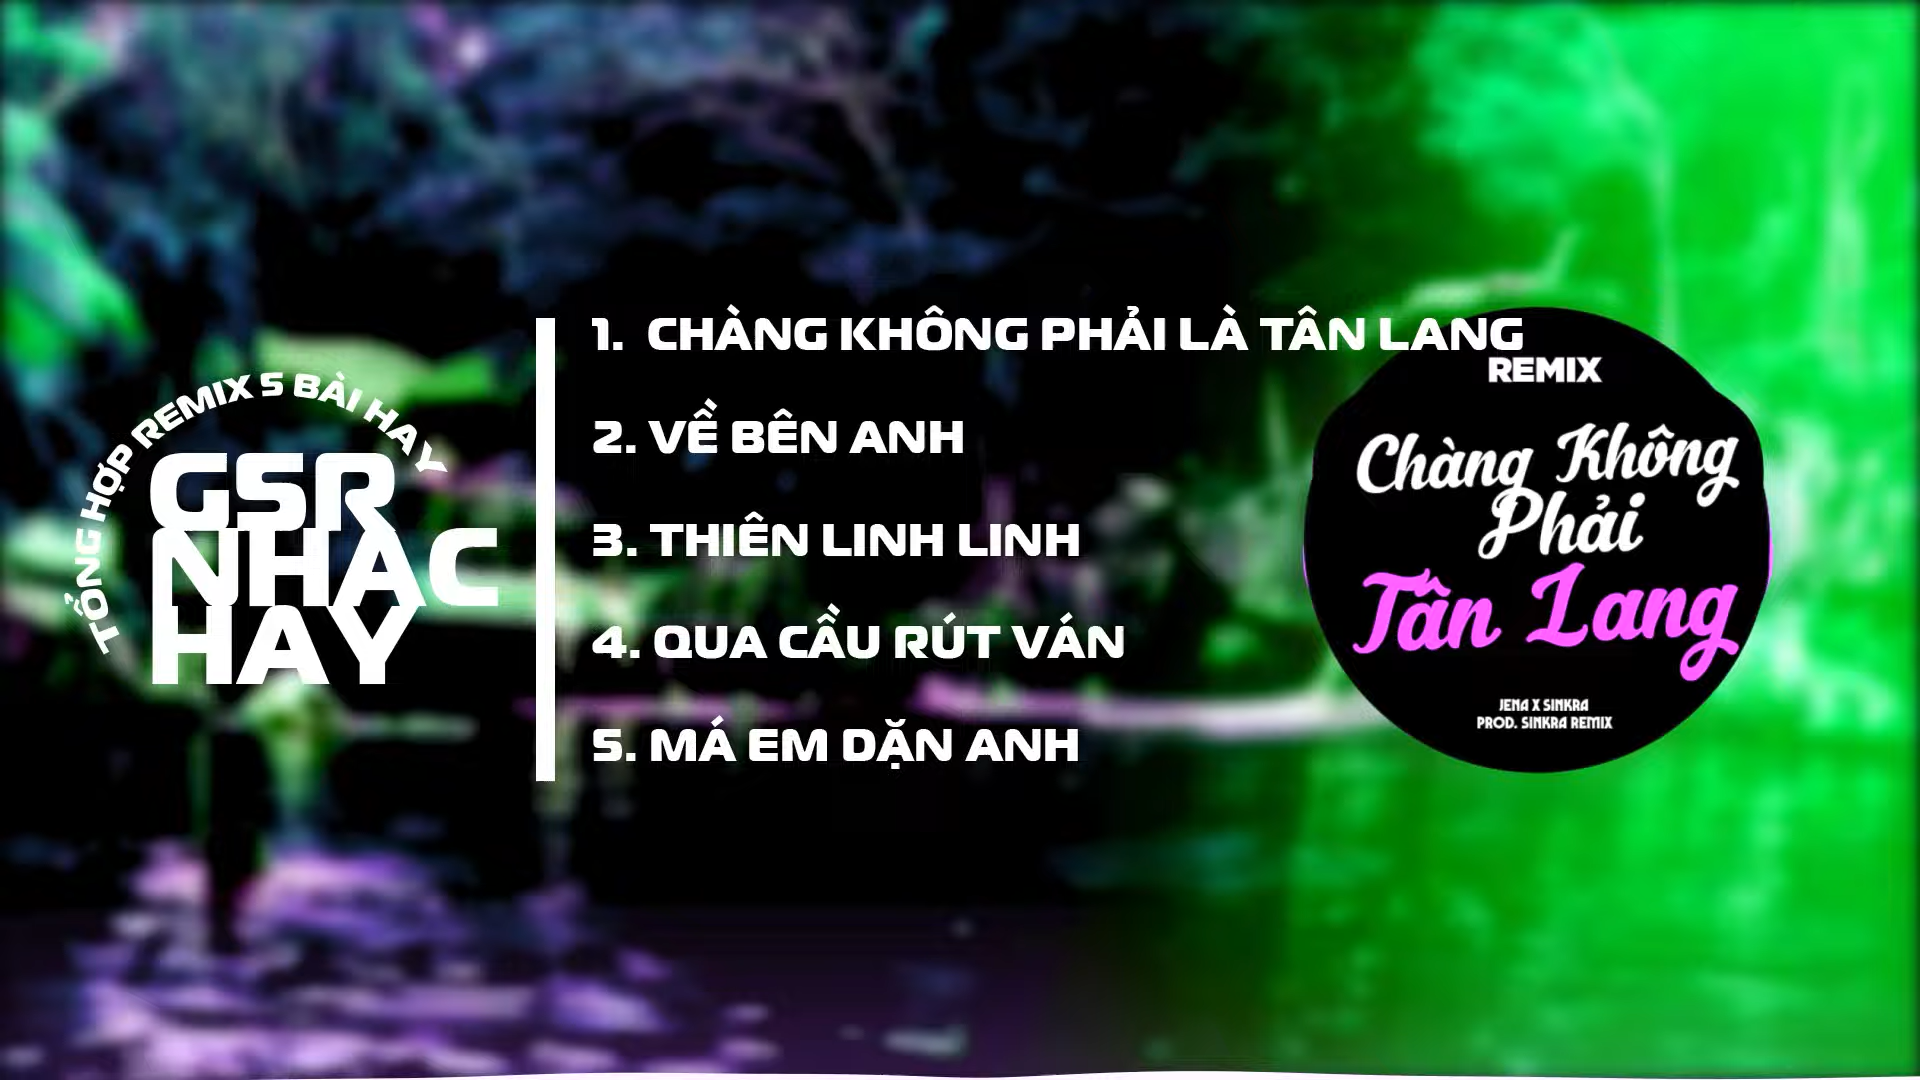 TỔNG HỢP REMIX 5 BÀI HAY
GSR
NHAC
HAY
1. CHÀNG KHÔNG PHẢI LÀ TÂN LANG
2. VỀ BÊN ANH
3. THIÊN LINH LINH
4. QUA CẦU RÚT VÁN
5. MÁ EM DẶN ANH
REMIX
Chàng Không
Phải
Tân Lang
JENA X SINKRA
PROD. SINKRA REMIX